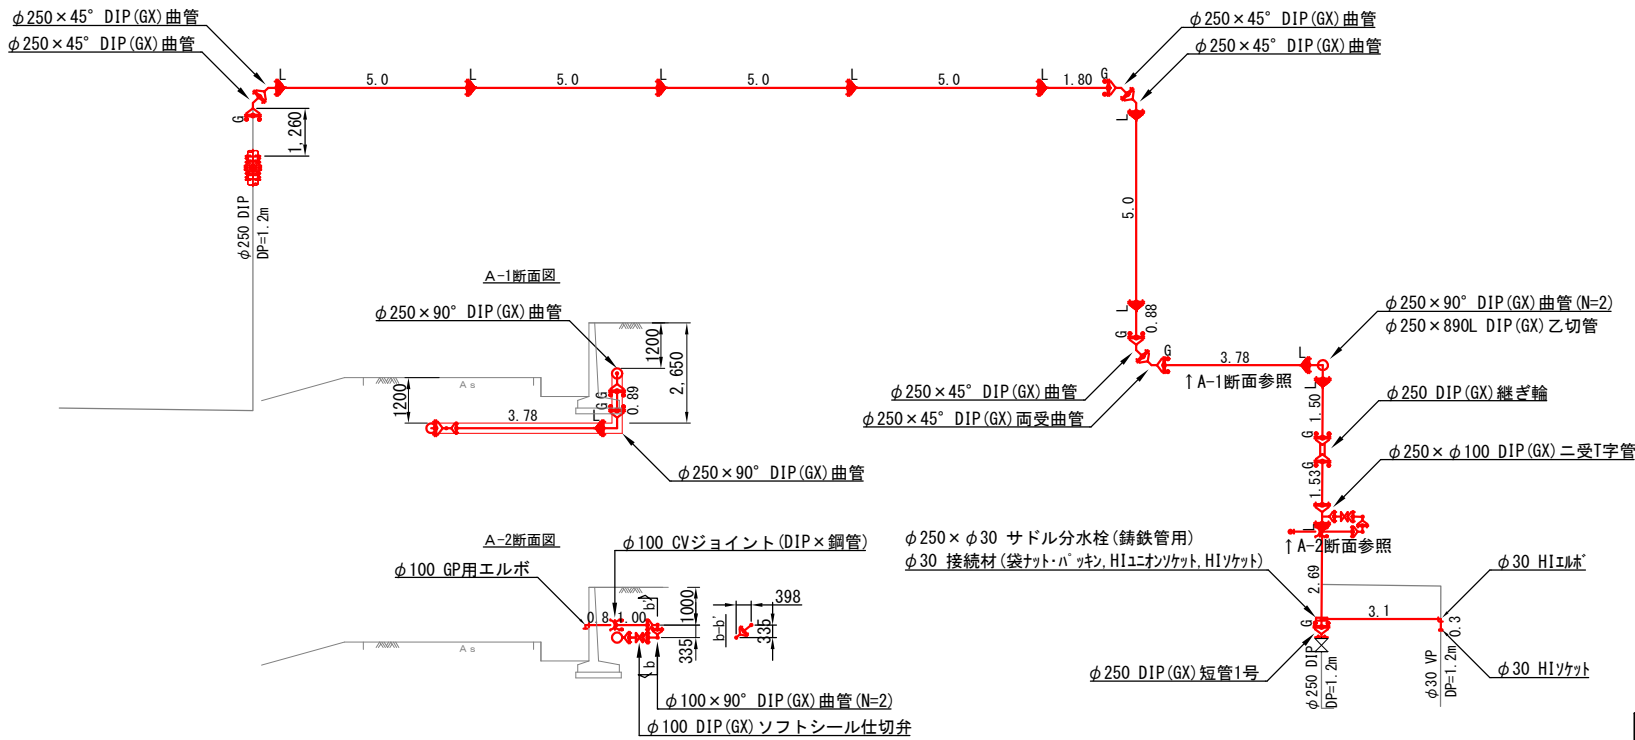 φ250×45° DIP(GX)曲管
φ250×45° DIP(GX)曲管
φ250×45° DIP(GX)曲管
φ250×45° DIP(GX)曲管
L
5.0
L
5.0
L
5.0
L
5.0
L
1.80
G
G
1,260
L
φ250 DIP
DP=1.2m
5.0
A-1断面図
φ250×90° DIP(GX)曲管
1200
2,650
1200
As
G
G
0.89
3.78
L
φ250×90° DIP(GX)曲管
L
0.88
G
G
3.78
L
↑A-1断面参照
φ250×90° DIP(GX)曲管(N=2)
φ250×890L DIP(GX)乙切管
φ250×45° DIP(GX)曲管
φ250×45° DIP(GX)両受曲管
L
1.50
φ250 DIP(GX)継ぎ輪
G
G
1.53
φ250×φ100 DIP(GX)二受T字管
L
↑A-2断面参照
A-2断面図
φ100 CVジョイント(DIP×鋼管)
φ100 GP用エルボ
0.8
1.00
b'
1000
335
b
As
b-b'
398
335
φ100×90° DIP(GX)曲管(N=2)
φ100 DIP(GX)ソフトシール仕切弁
φ250×φ30 サドル分水栓(鋳鉄管用)
φ30 接続材(袋ナット・パッキン,HIユニオンソケット,HIソケット)
2.69
3.1
φ30 HIエルボ
0.3
G
φ250 DIP(GX)短管1号
φ250 DIP
DP=1.2m
φ30 VP
DP=1.2m
φ30 HIソケット